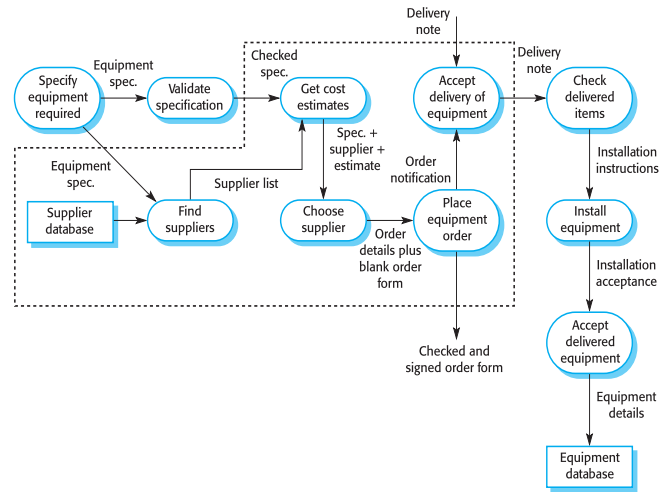 Delivery
note
Equipment
spec.
Checked
spec.
Delivery
note
Specify
equipment
required
Validate
specification
Get cost
estimates
Accept
delivery of
equipment
Check
delivered
items
Equipment
spec.
Supplier list
Spec. +
supplier +
estimate
Order
notification
Installation
instructions
Supplier
database
Find
suppliers
Choose
supplier
Order
details plus
blank order
form
Place
equipment
order
Install
equipment
Installation
acceptance
Checked and
signed order form
Accept
delivered
equipment
Equipment
details
Equipment
database